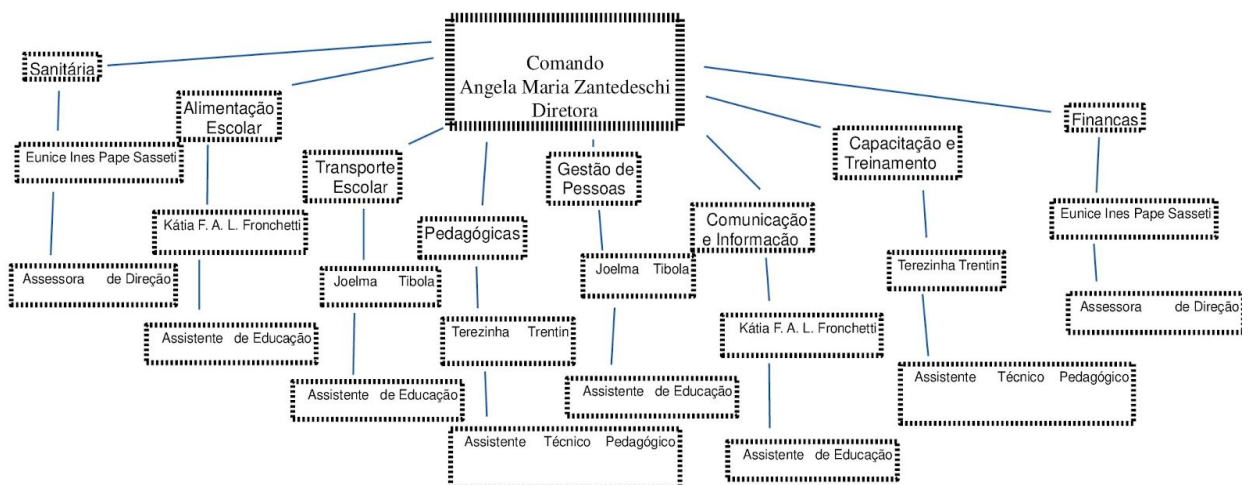 Comando
Angela Maria Zantedeschi
Diretora
Sanitária
Eunice Ines Pape Sasseti
Assessora de Direção
Alimentação
Escolar
Kátia F. A. L. Fronchetti
Assistente de Educação
Transporte
Escolar
Joelma Tibola
Assistente de Educação
Pedagógicas
Terezinha Trentin
Assistente Técnico Pedagógico
Gestão de
Pessoas
Joelma Tibola
Assistente de Educação
Comunicação
e Informação
Kátia F. A. L. Fronchetti
Assistente de Educação
Capacitação e
Treinamento
Terezinha Trentin
Assistente Técnico Pedagógico
Financas
Eunice Ines Pape Sasseti
Assessora de Direção